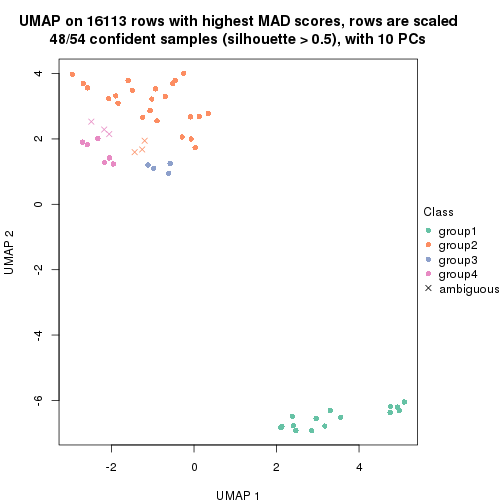 UMAP on 16113 rows with highest MAD scores, rows are scaled
48/54 confident samples (silhouette > 0.5), with 10 PCs
4
2
0
-2
-4
-6
UMAP 2
-2
0
2
4
UMAP 1
Class
group1
group2
group3
group4
ambiguous